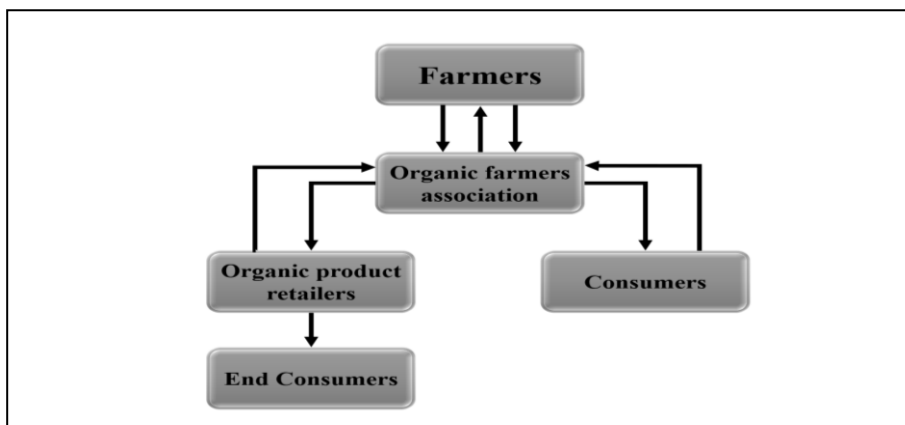 Farmers
Organic farmers
association
Organic product
retailers
Consumers
End Consumers